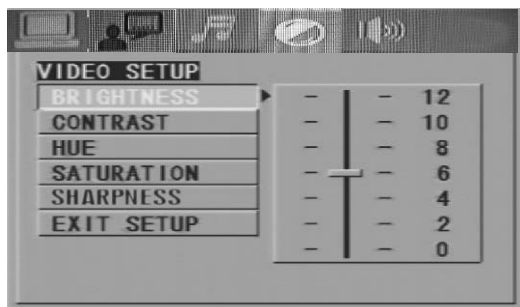 VIDEO SETUP
BRIGHTNESS
CONTRAST
HUE
SATURATION
SHARPNESS
EXIT SETUP
12
10
8
6
4
2
0